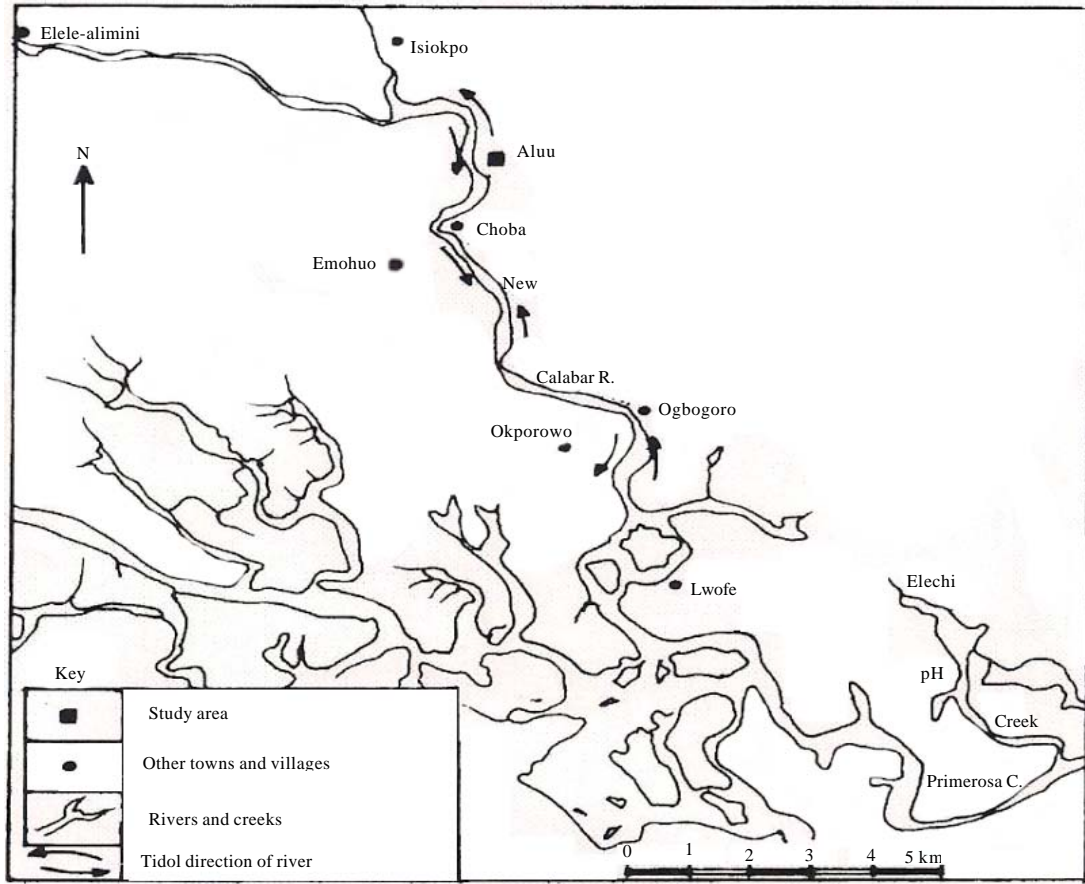 Elele-alimini
Isiokpo
N
Aluu
Choba
Emohuo
New
Calabar R.
Ogbogoro
Okporowo
Lwofe
Elechi
pH
Creek
Primerosa C.
Key
Study area
Other towns and villages
Rivers and creeks
Tidol direction of river
0 1 2 3 4 5 km